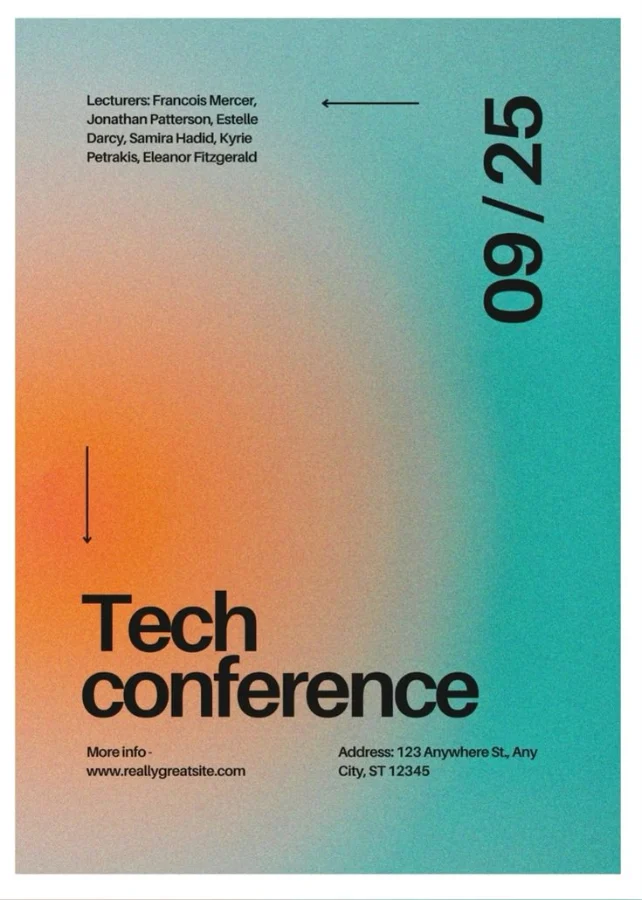 Lecturers: Francois Mercer,
Jonathan Patterson, Estelle
Darcy, Samira Hadid, Kyrie
Petrakis, Eleanor Fitzgerald
09/25
Tech
conference
More info -
www.reallygreatsite.com
Address: 123 Anywhere St., Any
City, ST 12345